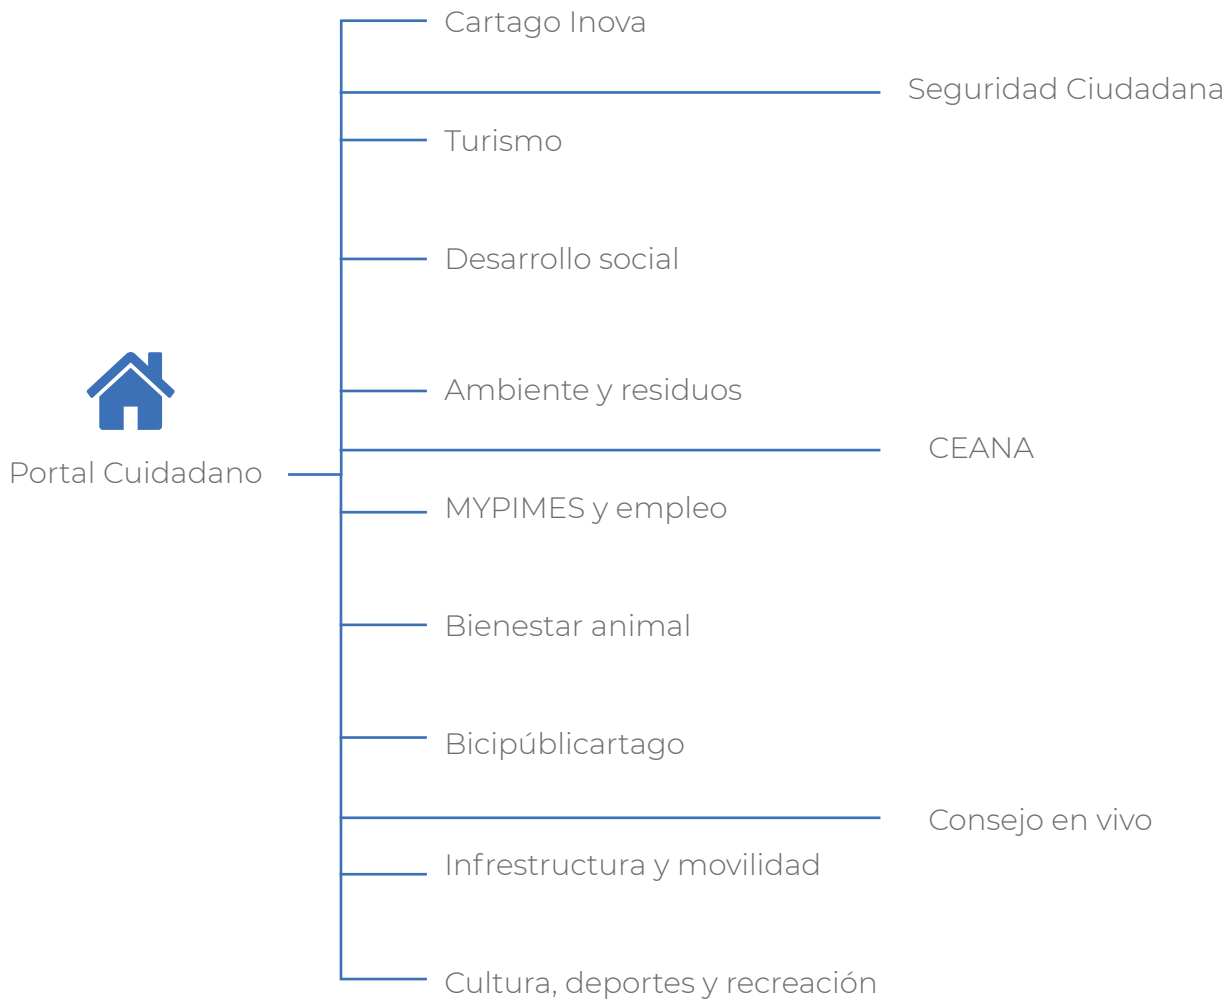 Cartago Inova
Seguridad Ciudadana
Turismo
Desarrollo social
Ambiente y residuos
CEANA
Portal Cuidadano
MYPIMES y empleo
Bienestar animal
Bicipúblicartago
Consejo en vivo
Infrestructura y movilidad
Cultura, deportes y recreación